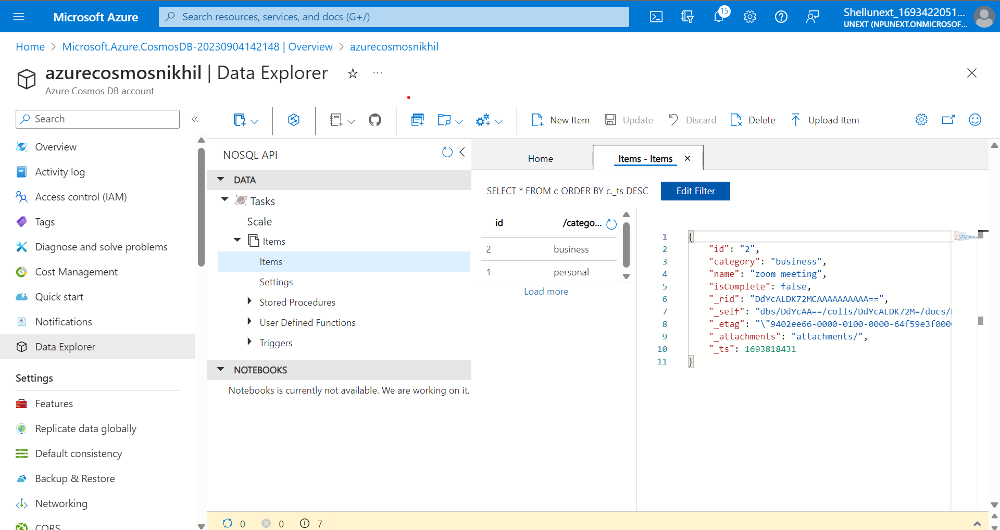 Microsoft Azure
Search resources, services, and docs (G+/)
15
Shellunext_1693422051...
UNEXT (NPUNEXT.ONMICROSOF...
Home > Microsoft.Azure.CosmosDB-20230904142148 | Overview > azurecosmosnikhil
azurecosmosnikhil | Data Explorer
Azure Cosmos DB account
Search
Overview
Activity log
Access control (IAM)
Tags
Diagnose and solve problems
Cost Management
Quick start
Notifications
Data Explorer
Settings
Features
Replicate data globally
Default consistency
Backup & Restore
Networking
CORS
New Item
Update
Discard
Delete
Upload Item
NOSQL API
DATA
Tasks
Scale
Items
Items
Settings
Stored Procedures
User Defined Functions
Triggers
NOTEBOOKS
Notebooks is currently not available. We are working on it.
Home
Items - Items
SELECT * FROM c ORDER BY c._ts DESC
Edit Filter
id /catego...
2 business
1 personal
Load more
1 {
2 "id": "2",
3 "category": "business",
4 "name": "zoom meeting",
5 "isComplete": false,
6 "_rid": "DdYcALDK72MCAAAAAAAAAA==",
7 "_self": "dbs/DdYcAA==/colls/DdYcALDK72M=/docs/
8 "_etag": "\"9402ee66-0000-0100-0000-64f59e3f000
9 "_attachments": "attachments/",
10 "_ts": 1693818431
11 }
0 0 7